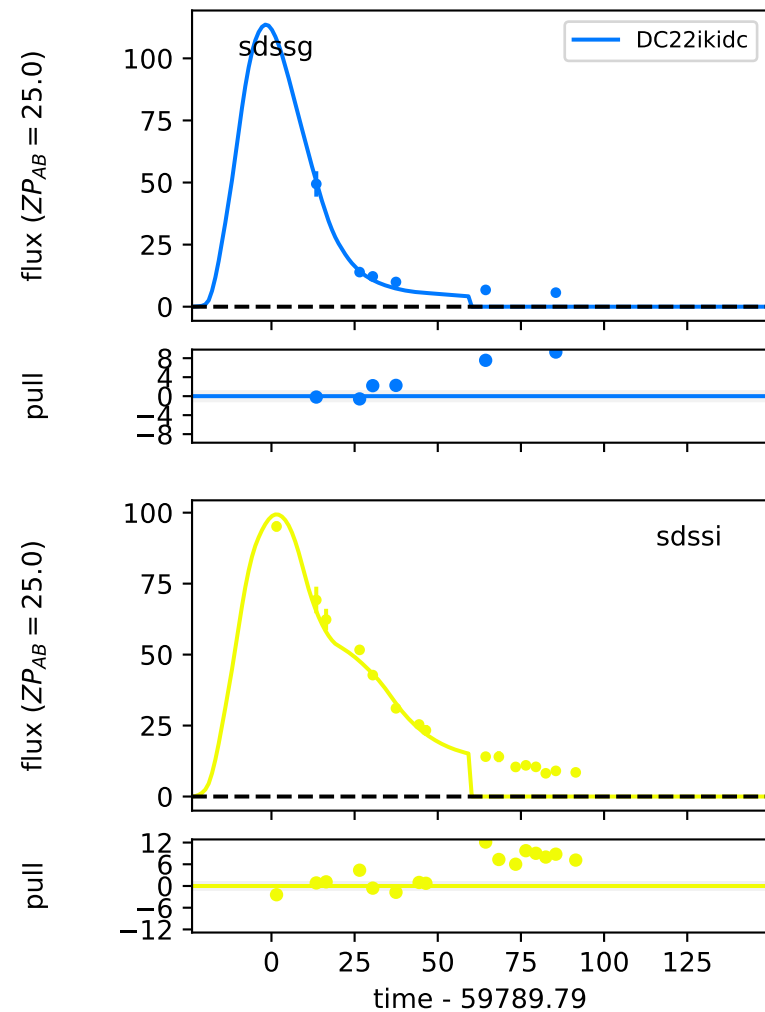 sdssg
DC22ikidc
flux (ZP_AB = 25.0)
100
75
50
25
0
pull
8
4
0
−4
−8
sdssi
flux (ZP_AB = 25.0)
100
75
50
25
0
pull
12
6
0
−6
−12
0 25 50 75 100 125
time - 59789.79